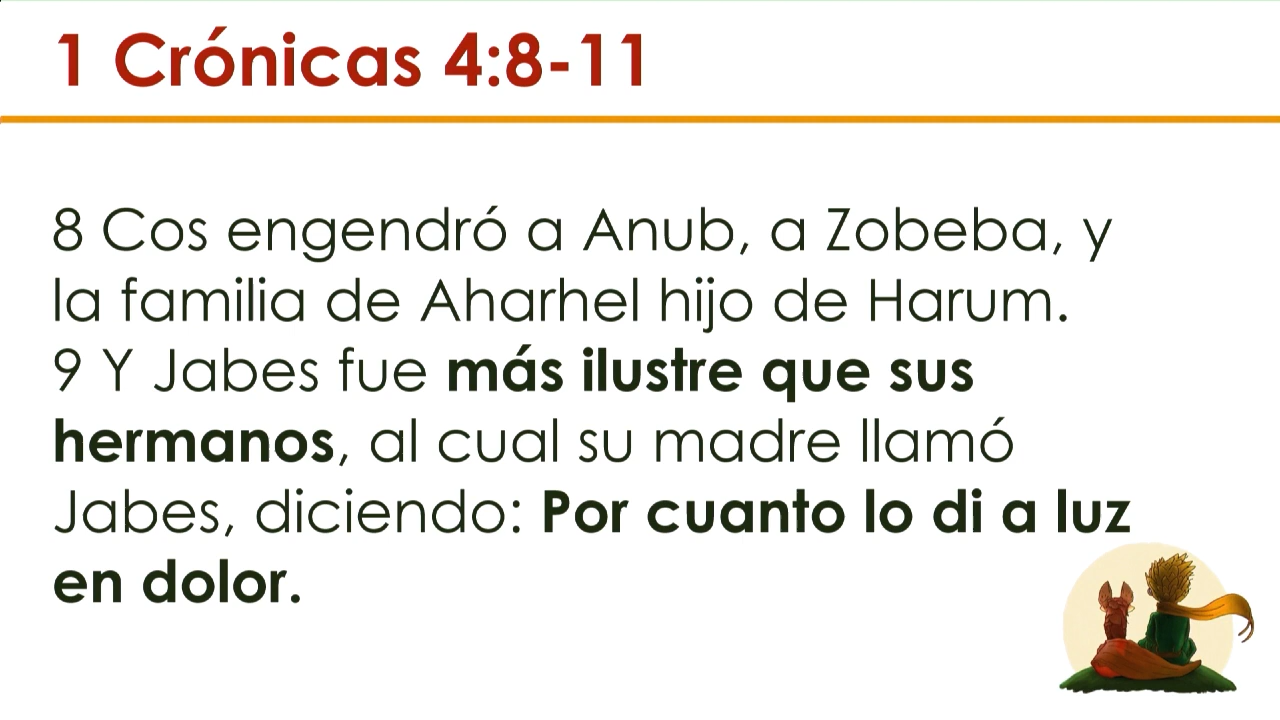 1 Crónicas 4:8-11
8 Cos engendró a Anub, a Zobeba, y
la familia de Aharhel hijo de Harum.
9 Y Jabes fue más ilustre que sus
hermanos, al cual su madre llamó
Jabes, diciendo: Por cuanto lo di a luz
en dolor.